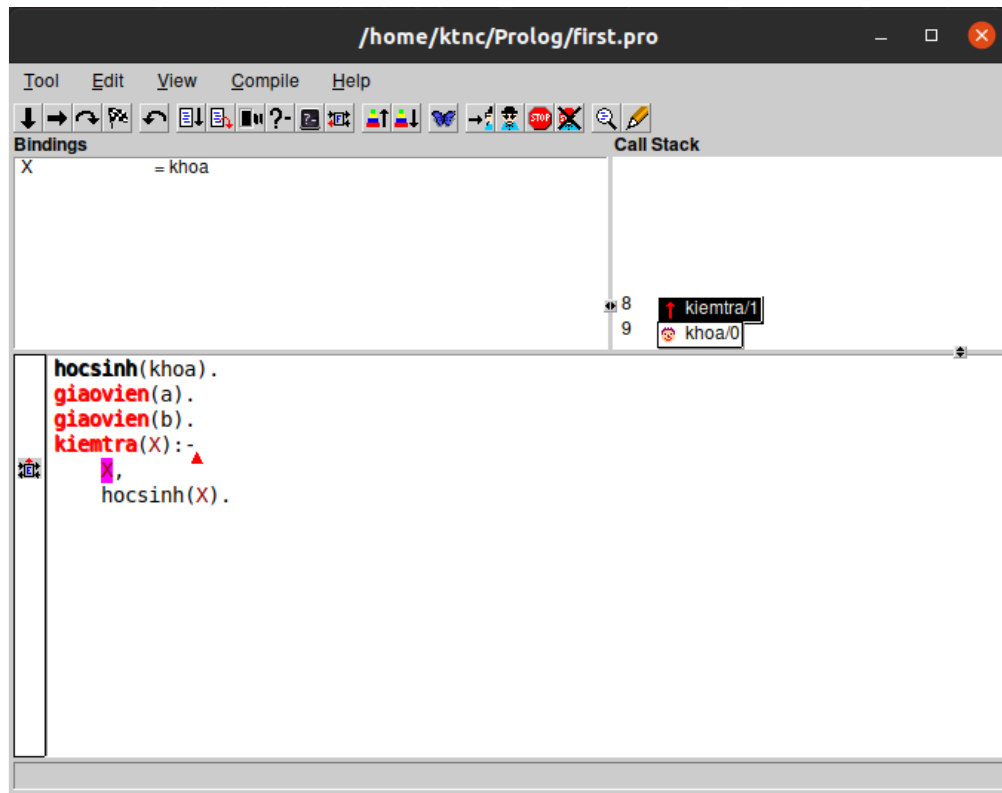 /home/ktnc/Prolog/first.pro
Tool Edit View Compile Help
Bindings
Call Stack
X = khoa
8 kiemtra/1
9 khoa/0
hocsinh(khoa).
giaovien(a).
giaovien(b).
kiemtra(X):-
X,
hocsinh(X).